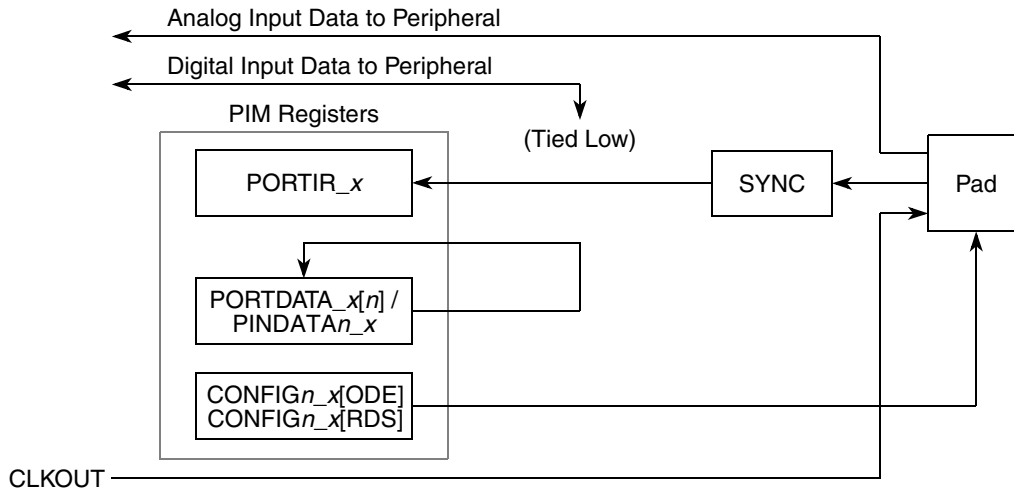 Analog Input Data to Peripheral
Digital Input Data to Peripheral
PIM Registers
(Tied Low)
PORTIR_x
SYNC
Pad
PORTDATA_x[n] /
PINDATAn_x
CONFIGn_x[ODE]
CONFIGn_x[RDS]
CLKOUT